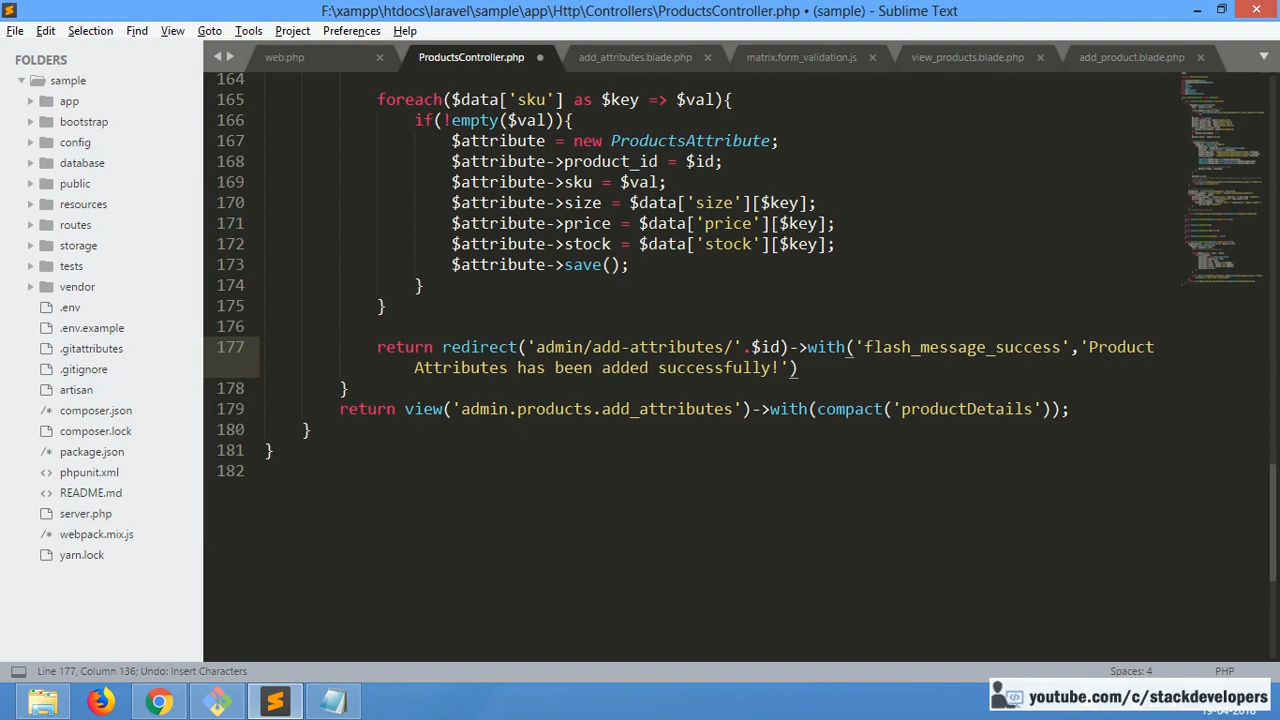 F:\xampp\htdocs\laravel\sample\app\Http\Controllers\ProductsController.php • (sample) - Sublime Text
File Edit Selection Find View Goto Tools Project Preferences Help
FOLDERS
sample
app
bootstrap
config
database
public
resources
routes
storage
tests
vendor
.env
.env.example
.gitattributes
.gitignore
artisan
composer.json
composer.lock
package.json
phpunit.xml
README.md
server.php
webpack.mix.js
yarn.lock
web.php ProductsController.php add_attributes.blade.php matrix.form_validation.js view_products.blade.php add_product.blade.php
164
165 foreach($data['sku'] as $key => $val){
166 if(!empty($val)){
167 $attribute = new ProductsAttribute;
168 $attribute->product_id = $id;
169 $attribute->sku = $val;
170 $attribute->size = $data['size'][$key];
171 $attribute->price = $data['price'][$key];
172 $attribute->stock = $data['stock'][$key];
173 $attribute->save();
174 }
175 }
176
177 return redirect('admin/add-attributes/'.$id)->with('flash_message_success','Product
Attributes has been added successfully!')
178 }
179 return view('admin.products.add_attributes')->with(compact('productDetails'));
180 }
181 }
182
Line 177, Column 136; Undo: Insert Characters
Spaces: 4 PHP
youtube.com/c/stackdevelopers